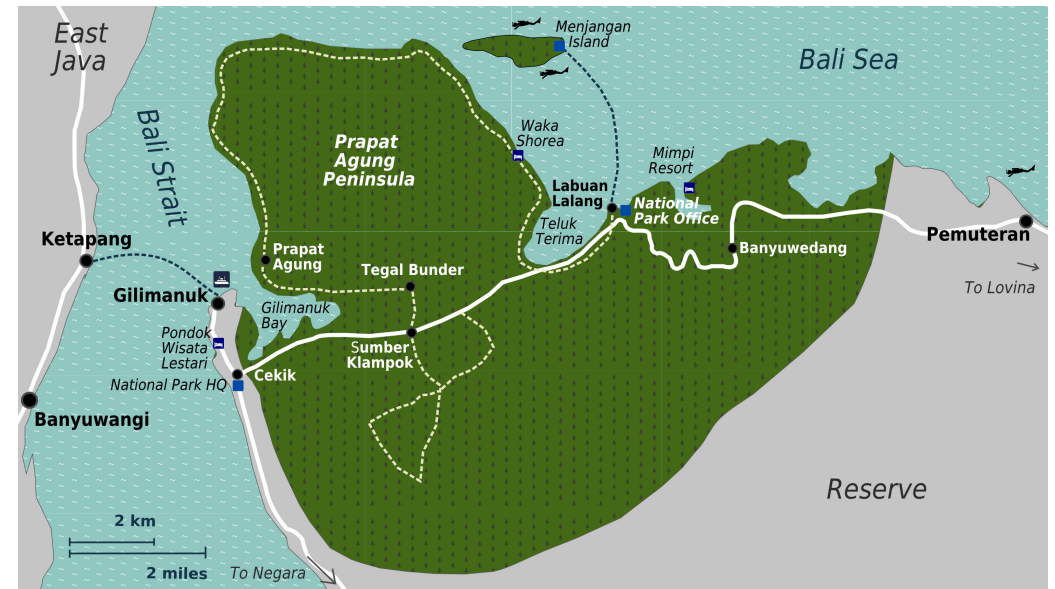 East
Java
Menjangan
Island
Bali Sea
Bali Strait
Waka
Shorea
Prapat
Agung
Peninsula
Mimpi
Resort
Labuan
Lalang
National
Park Office
Teluk
Terima
Ketapang
Prapat
Agung
Tegal Bunder
Banyuwedang
Pemuteran
To Lovina
Gilimanuk
Gilimanuk
Bay
Pondok
Wisata
Lestari
Sumber
Klampok
National Park HQ
Cekik
Banyuwangi
Reserve
2 km
2 miles
To Negara